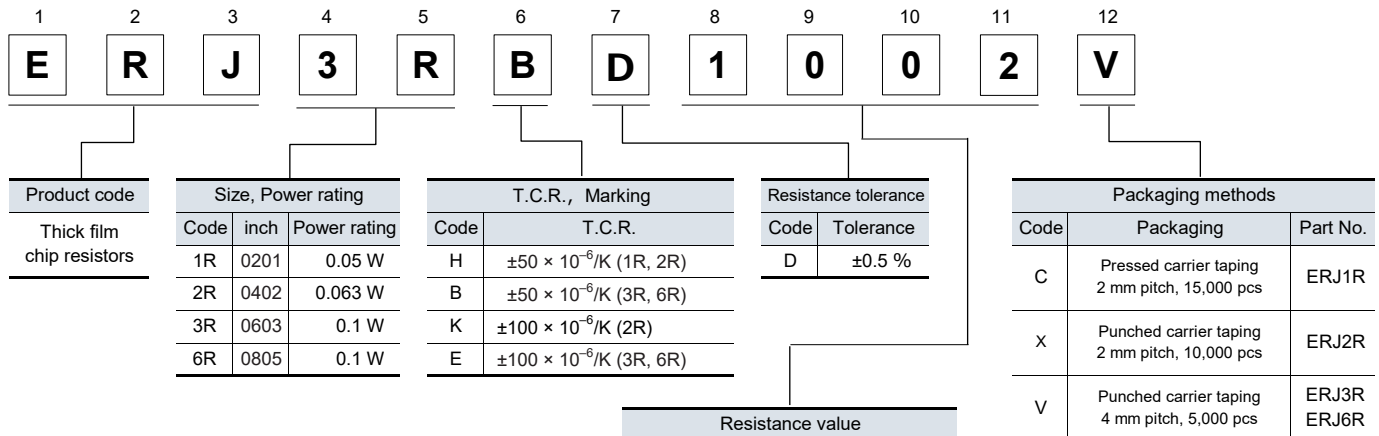 1 2 3 4 5 6 7 8 9 10 11 12
E R J 3 R B D 1 0 0 2 V
Product code
Thick film
chip resistors
Size, Power rating
Code inch Power rating
1R 0201 0.05 W
2R 0402 0.063 W
3R 0603 0.1 W
6R 0805 0.1 W
T.C.R., Marking
Code T.C.R.
H ±50 × 10⁻⁶/K (1R, 2R)
B ±50 × 10⁻⁶/K (3R, 6R)
K ±100 × 10⁻⁶/K (2R)
E ±100 × 10⁻⁶/K (3R, 6R)
Resistance tolerance
Code Tolerance
D ±0.5 %
Resistance value
Packaging methods
Code Packaging Part No.
C Pressed carrier taping
2 mm pitch, 15,000 pcs ERJ1R
X Punched carrier taping
2 mm pitch, 10,000 pcs ERJ2R
V Punched carrier taping
4 mm pitch, 5,000 pcs
ERJ3R
ERJ6R